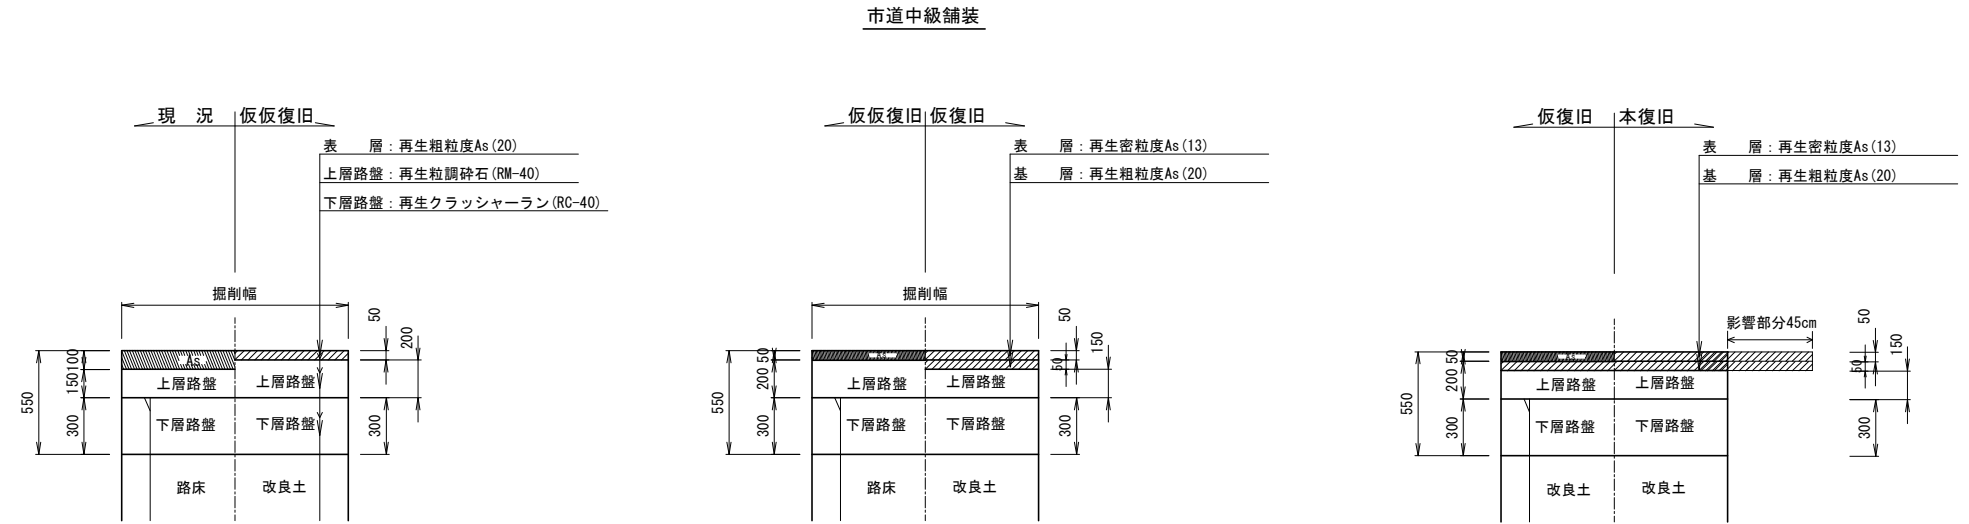 市道中級舗装
現 況 仮仮復旧
表 層：再生粗粒度As(20)
上層路盤：再生粒調砕石(RM-40)
下層路盤：再生クラッシャーラン(RC-40)
掘削幅
50
200
100
As
150
上層路盤 上層路盤
550
300
下層路盤 下層路盤
300
路床 改良土
仮仮復旧 仮復旧
表 層：再生密粒度As(13)
基 層：再生粗粒度As(20)
掘削幅
50
150
50
50
200
上層路盤 上層路盤
550
300
下層路盤 下層路盤
300
路床 改良土
仮復旧 本復旧
表 層：再生密粒度As(13)
基 層：再生粗粒度As(20)
影響部分45cm
50
150
50
50
200
上層路盤 上層路盤
550
300
下層路盤 下層路盤
300
改良土 改良土